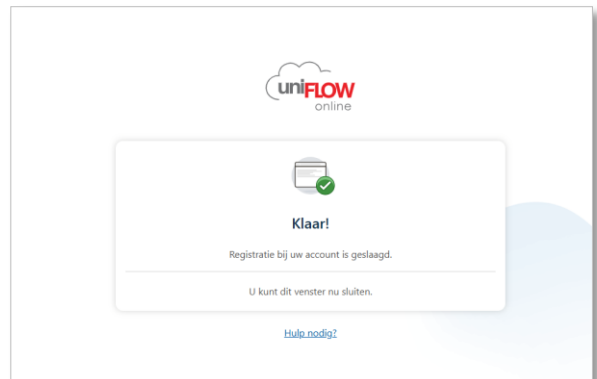 uniFLOW
online
Klaar!
Registratie bij uw account is geslaagd.
U kunt dit venster nu sluiten.
Hulp nodig?